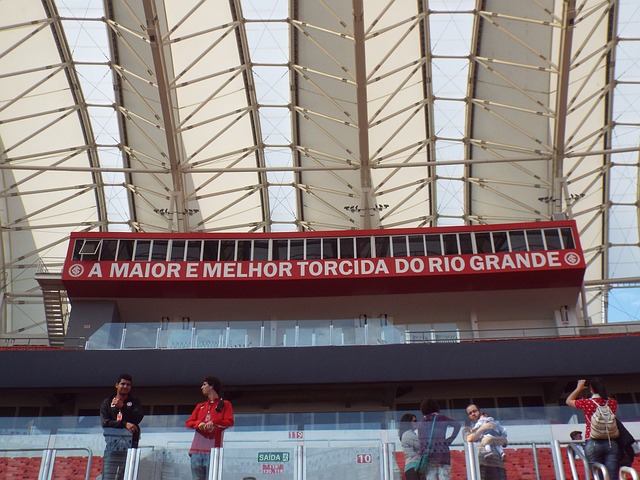 A MAIOR E MELHOR TORCIDA DO RIO GRANDE
119
SAÍDA
10